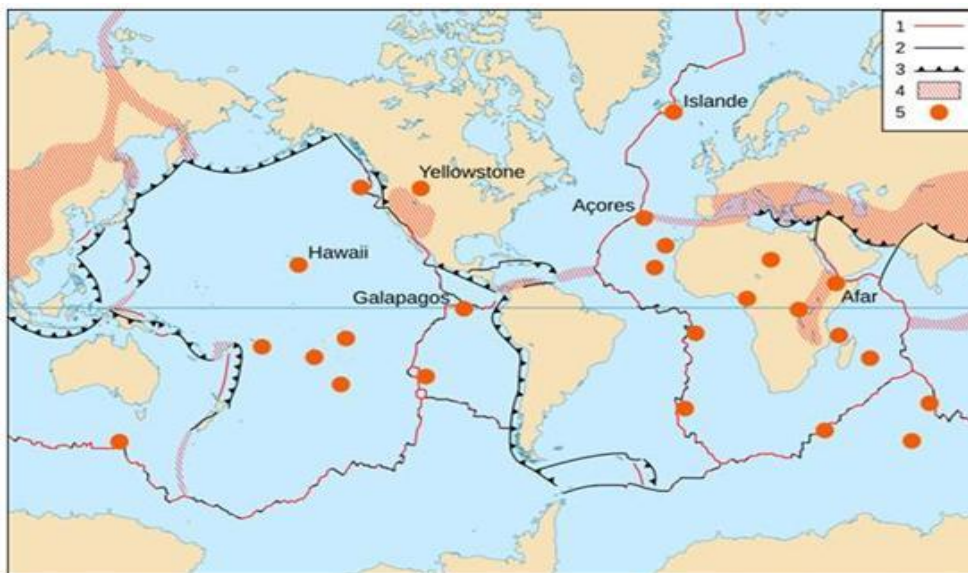 1
2
3
4
5
Islande
Yellowstone
Açores
Hawaii
Galapagos
Afar